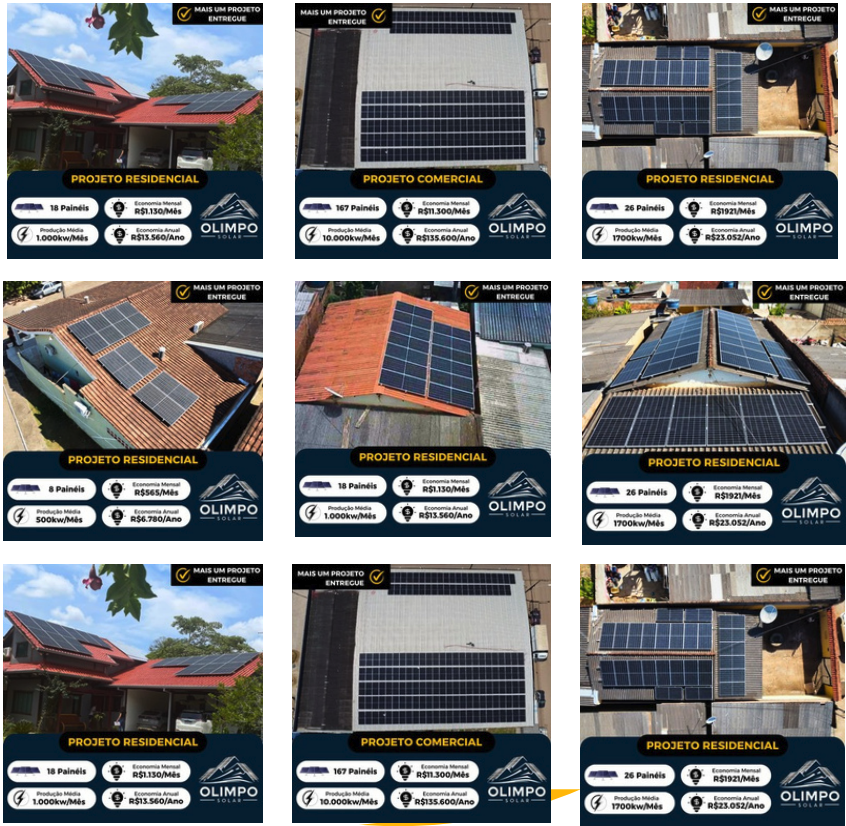 MAIS UM PROJETO
ENTREGUE
PROJETO RESIDENCIAL
18 Painéis
Economia Mensal
R$1.130/Mês
Produção Média
1.000kw/Mês
Economia Anual
R$13.560/Ano
OLIMPO
SOLAR
MAIS UM PROJETO
ENTREGUE
PROJETO COMERCIAL
167 Painéis
Economia Mensal
R$11.300/Mês
Produção Média
10.000kw/Mês
Economia Anual
R$135.600/Ano
OLIMPO
SOLAR
MAIS UM PROJETO
ENTREGUE
PROJETO RESIDENCIAL
26 Painéis
Economia Mensal
R$1921/Mês
Produção Média
1700kw/Mês
Economia Anual
R$23.052/Ano
OLIMPO
SOLAR
MAIS UM PROJETO
ENTREGUE
PROJETO RESIDENCIAL
8 Painéis
Economia Mensal
R$565/Mês
Produção Média
500kw/Mês
Economia Anual
R$6.780/Ano
OLIMPO
SOLAR
MAIS UM PROJETO
ENTREGUE
PROJETO RESIDENCIAL
18 Painéis
Economia Mensal
R$1.130/Mês
Produção Média
1.000kw/Mês
Economia Anual
R$13.560/Ano
OLIMPO
SOLAR
MAIS UM PROJETO
ENTREGUE
PROJETO RESIDENCIAL
26 Painéis
Economia Mensal
R$1921/Mês
Produção Média
1700kw/Mês
Economia Anual
R$23.052/Ano
OLIMPO
SOLAR
MAIS UM PROJETO
ENTREGUE
PROJETO RESIDENCIAL
18 Painéis
Economia Mensal
R$1.130/Mês
Produção Média
1.000kw/Mês
Economia Anual
R$13.560/Ano
OLIMPO
SOLAR
MAIS UM PROJETO
ENTREGUE
PROJETO COMERCIAL
167 Painéis
Economia Mensal
R$11.300/Mês
Produção Média
10.000kw/Mês
Economia Anual
R$135.600/Ano
OLIMPO
SOLAR
MAIS UM PROJETO
ENTREGUE
PROJETO RESIDENCIAL
26 Painéis
Economia Mensal
R$1921/Mês
Produção Média
1700kw/Mês
Economia Anual
R$23.052/Ano
OLIMPO
SOLAR